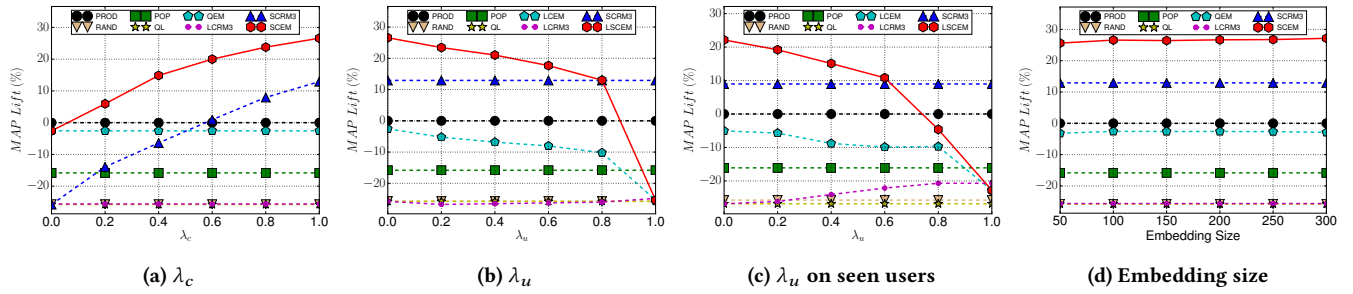 PROD POP QEM SCRM3
RAND QL LCRM3 SCEM
MAP Lift (%)
30
20
10
0
−10
−20
0.0 0.2 0.4 0.6 0.8 1.0
λc
(a) λc
PROD POP LCEM SCRM3
RAND QL LCRM3 LSCEM
MAP Lift (%)
30
20
10
0
−10
−20
0.0 0.2 0.4 0.6 0.8 1.0
λu
(b) λu
PROD POP LCEM SCRM3
RAND QL LCRM3 LSCEM
MAP Lift (%)
30
20
10
0
−10
−20
0.0 0.2 0.4 0.6 0.8 1.0
λu
(c) λu on seen users
PROD POP QEM SCRM3
RAND QL LCRM3 SCEM
MAP Lift (%)
30
20
10
0
−10
−20
50 100 150 200 250 300
Embedding Size
(d) Embedding size